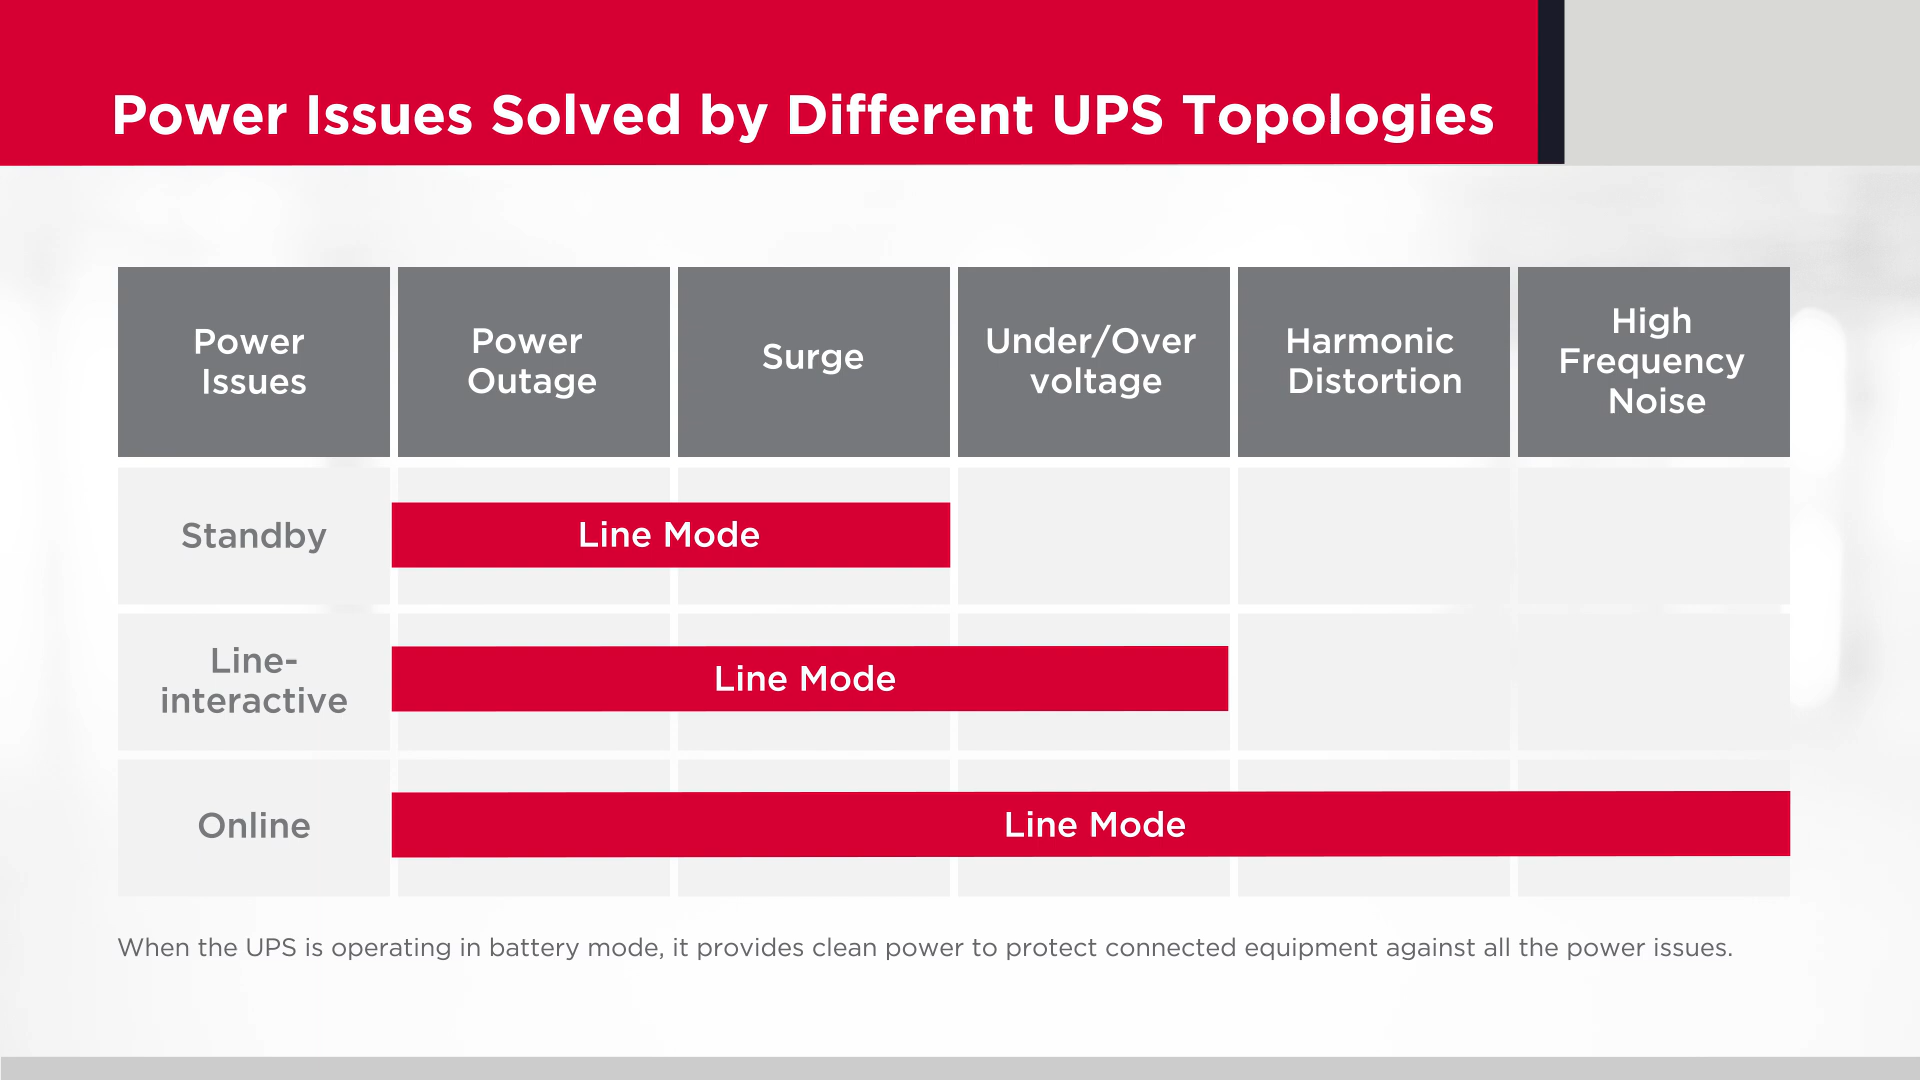 Power Issues Solved by Different UPS Topologies
Power
Issues
Power
Outage
Surge
Under/Over
voltage
Harmonic
Distortion
High
Frequency
Noise
Standby
Line Mode
Line-
interactive
Line Mode
Online
Line Mode
When the UPS is operating in battery mode, it provides clean power to protect connected equipment against all the power issues.